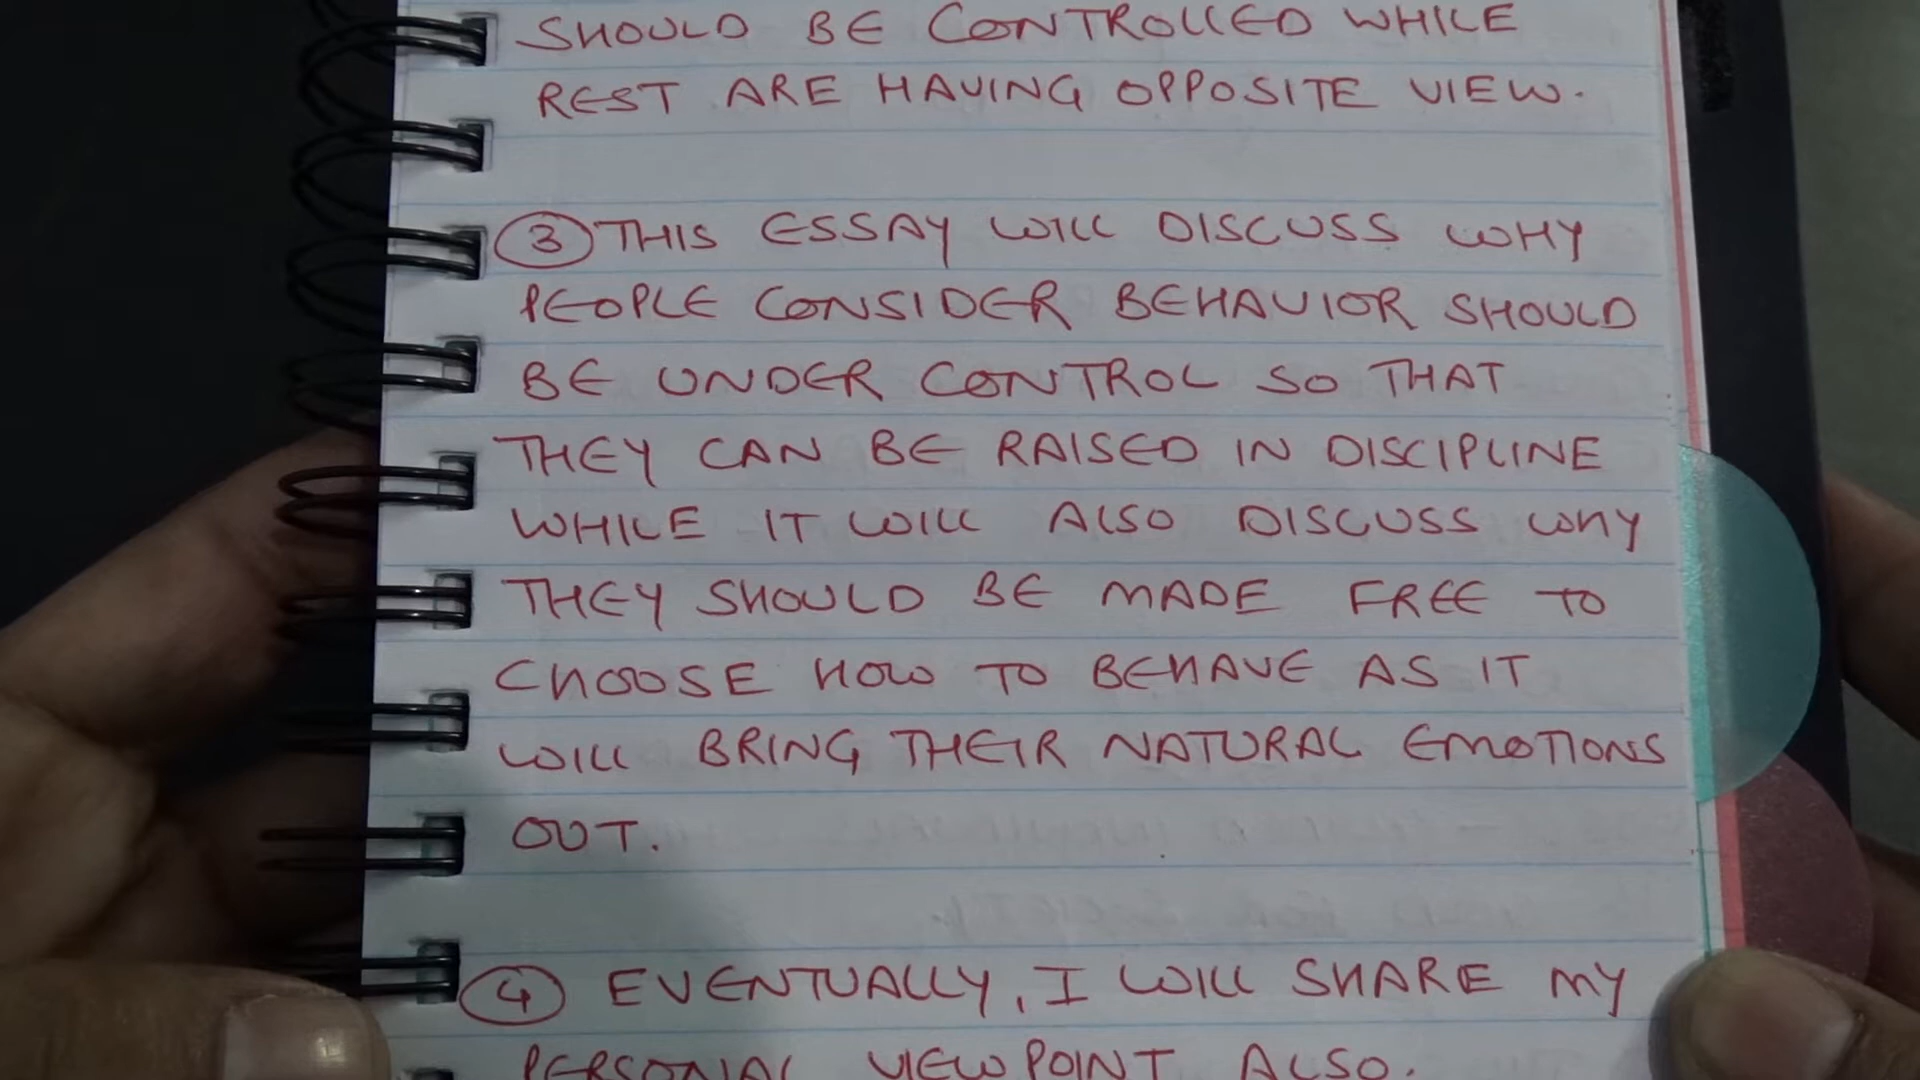 SHOULD BE CONTROLLED WHILE
REST ARE HAVING OPPOSITE VIEW.
3 THIS ESSAY WILL DISCUSS WHY
PEOPLE CONSIDER BEHAVIOR SHOULD
BE UNDER CONTROL SO THAT
THEY CAN BE RAISED IN DISCIPLINE
WHILE IT WILL ALSO DISCUSS WHY
THEY SHOULD BE MADE FREE TO
CHOOSE HOW TO BEHAVE AS IT
WILL BRING THEIR NATURAL EMOTIONS
OUT.
4 EVENTUALLY, I WILL SHARE MY
PERSONAL VIEWPOINT ALSO.